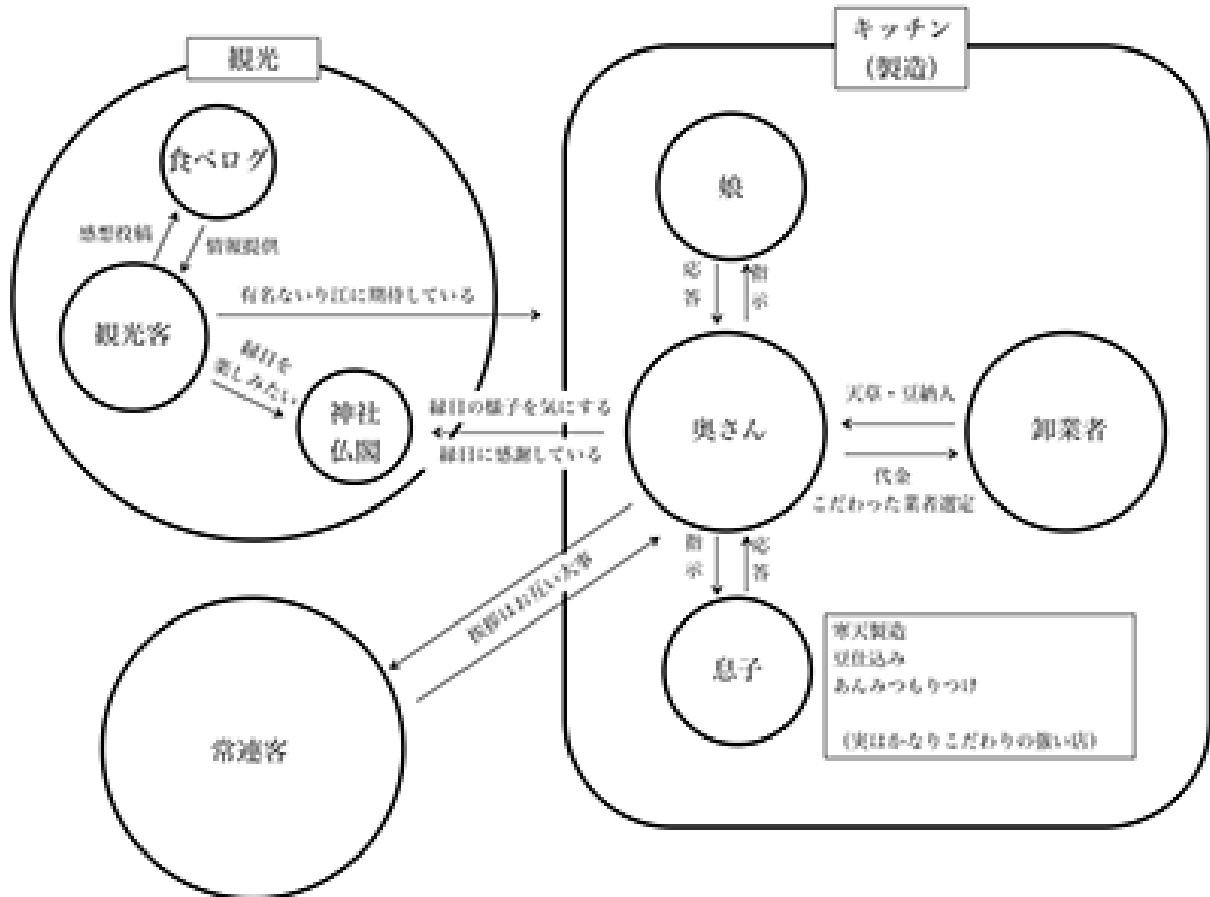 観光
食べログ
感想投稿
情報提供
観光客
有名ないり江に期待している
縁日を
楽しみたい
神社
仏閣
キッチン
(製造)
娘
応答
指示
縁日の様子を気にする
縁日に感謝している
奥さん
天草・豆納入
代金
こだわった業者選定
卸業者
挨拶はお互い大事
指示
応答
常連客
息子
寒天製造
豆仕込み
あんみつもりつけ
(実はかなりこだわりの強い店)